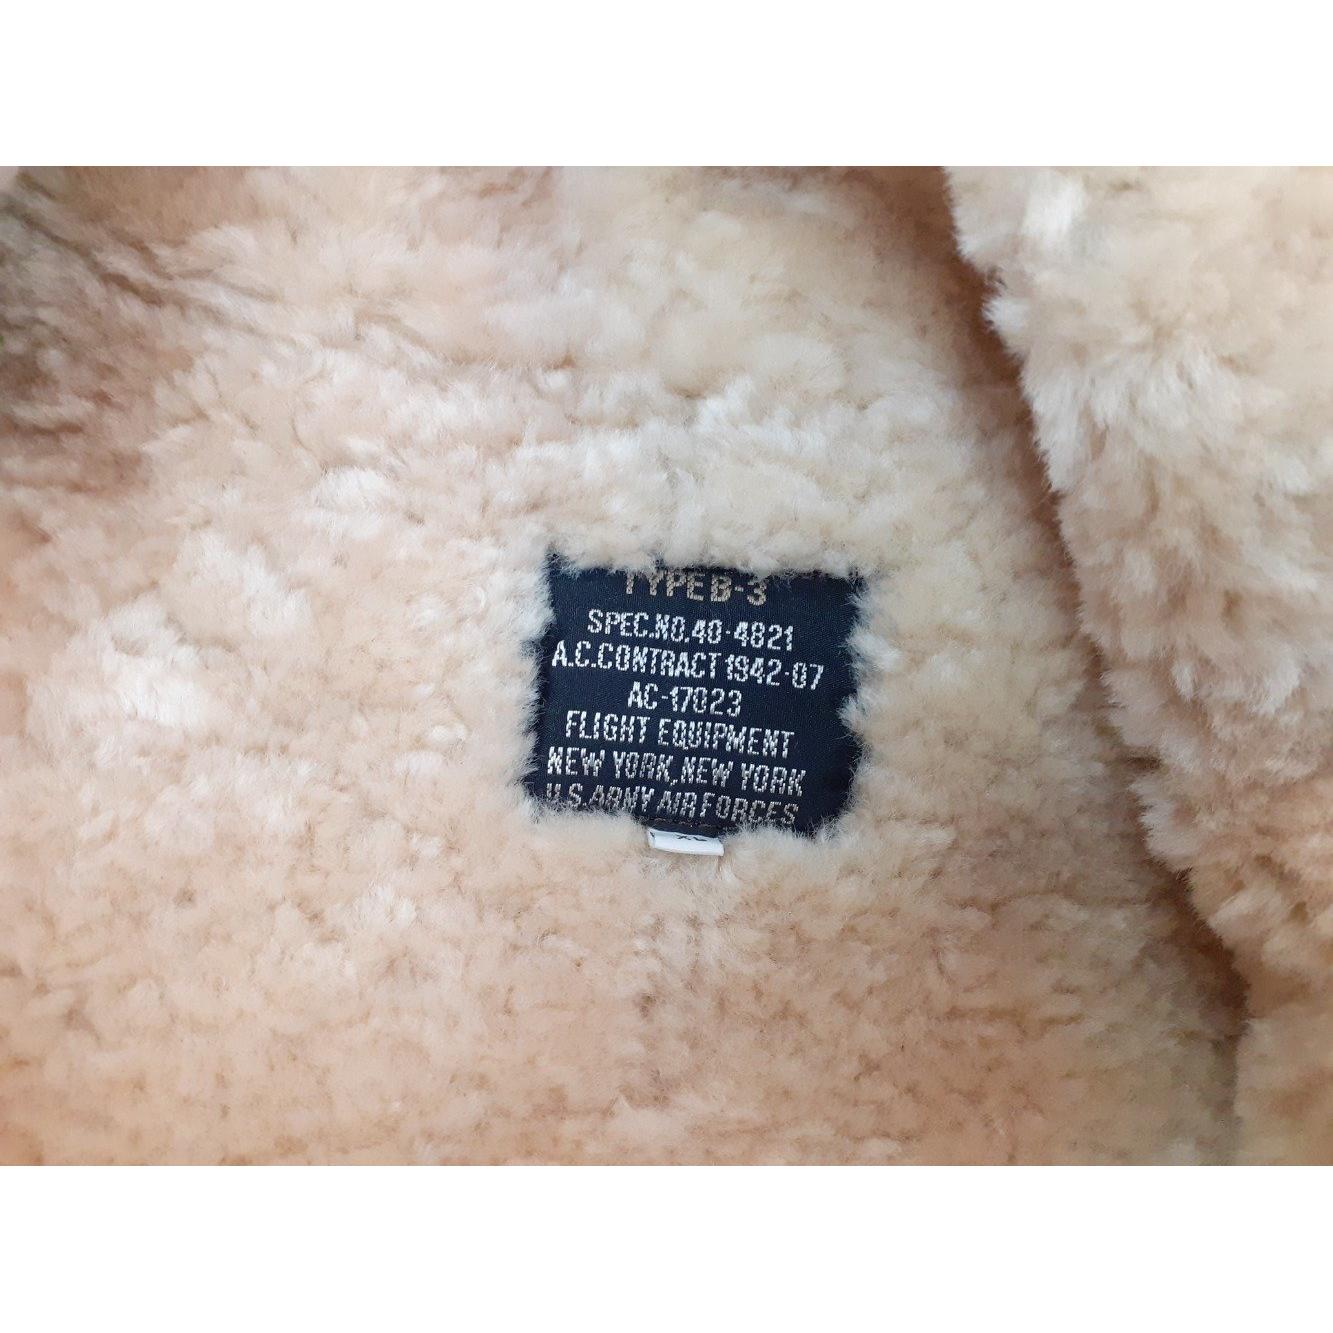 TYPE B-3
SPEC.NO.40-4821
A.C.CONTRACT 1942-07
AC-17023
FLIGHT EQUIPMENT
NEW YORK,NEW YORK
U.S.ARMY AIR FORCES